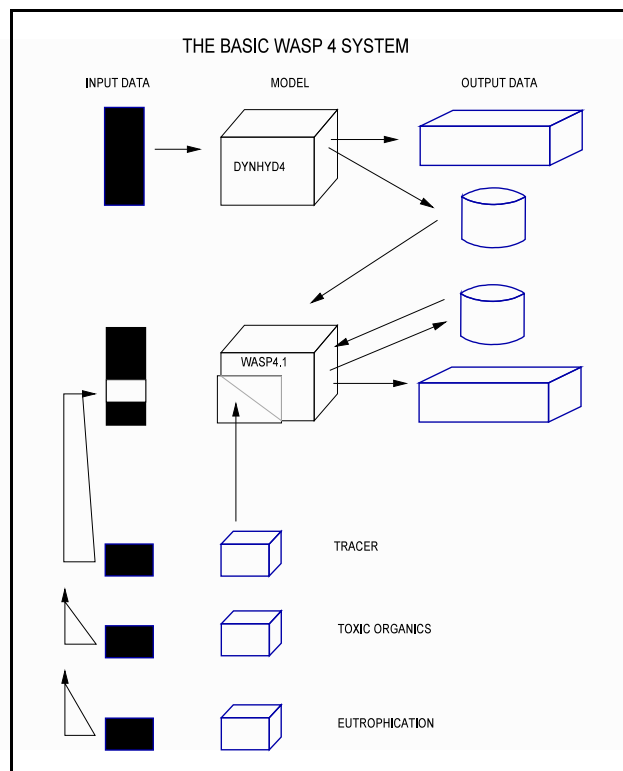 THE BASIC WASP 4 SYSTEM
INPUT DATA
MODEL
OUTPUT DATA
DYNHYD4
WASP4.1
TRACER
TOXIC ORGANICS
EUTROPHICATION